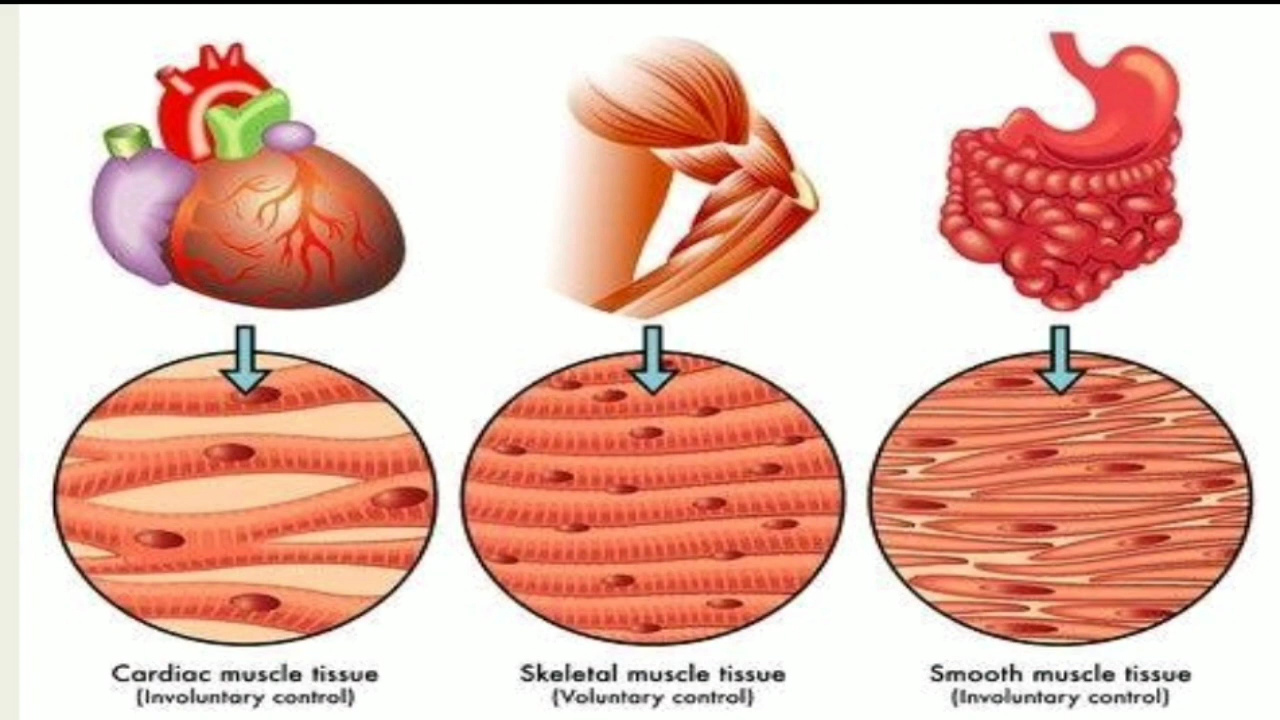 Cardiac muscle tissue
(Involuntary control)
Skeletal muscle tissue
(Voluntary control)
Smooth muscle tissue
(Involuntary control)